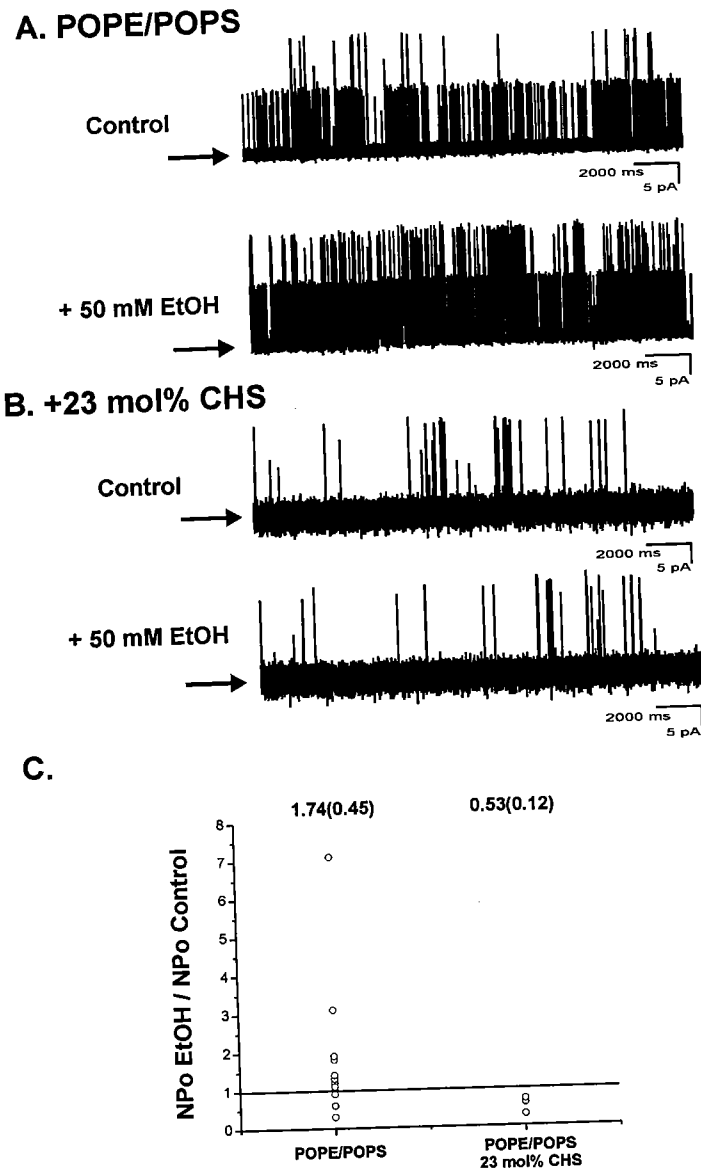 A. POPE/POPS
Control
2000 ms
5 pA
+ 50 mM EtOH
2000 ms
5 pA
B. +23 mol% CHS
Control
2000 ms
5 pA
+ 50 mM EtOH
2000 ms
5 pA
C.
1.74(0.45)
0.53(0.12)
NPo EtOH / NPo Control
8
7
6
5
4
3
2
1
0
POPE/POPS
POPE/POPS
23 mol% CHS